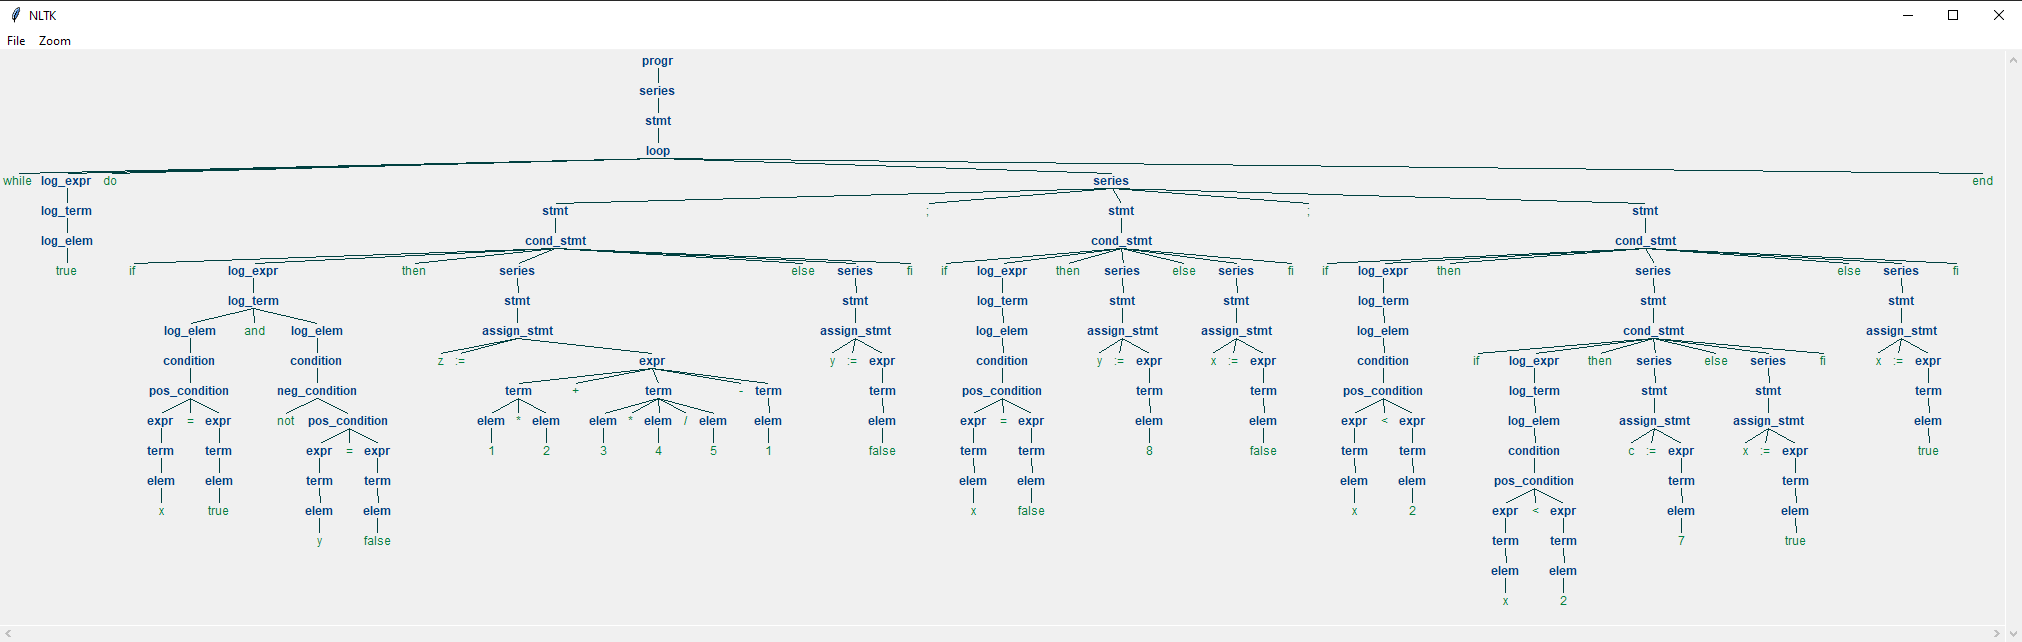 NLTK
File Zoom
progr
series
stmt
loop
while log_expr do series end
log_term stmt ; stmt ; stmt
log_elem cond_stmt cond_stmt cond_stmt
true if log_expr then series else series fi if log_expr then series else series fi if log_expr then series else series fi
log_term stmt stmt log_term stmt stmt log_term stmt stmt
log_elem and log_elem assign_stmt assign_stmt log_elem assign_stmt assign_stmt log_elem cond_stmt assign_stmt
condition condition z := expr y := expr condition y := expr x := expr condition if log_expr then series else series fi x := expr
pos_condition neg_condition term + term - term term pos_condition term term pos_condition log_term stmt stmt term
expr = expr not pos_condition elem * elem elem * elem / elem elem elem expr = expr elem elem expr < expr log_elem assign_stmt assign_stmt elem
term term expr = expr 1 2 3 4 5 1 false term term 8 false term term condition c := expr x := expr true
elem elem term term elem elem elem elem pos_condition term term
x true elem elem x false x 2 expr < expr elem elem
y false term term 7 true
elem elem
x 2